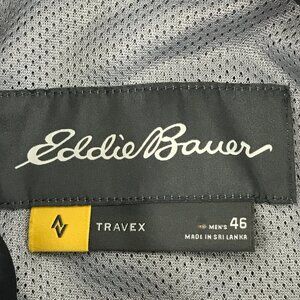 Eddie Bauer
TRAVEX
MEN'S 46
MADE IN SRI LANKA